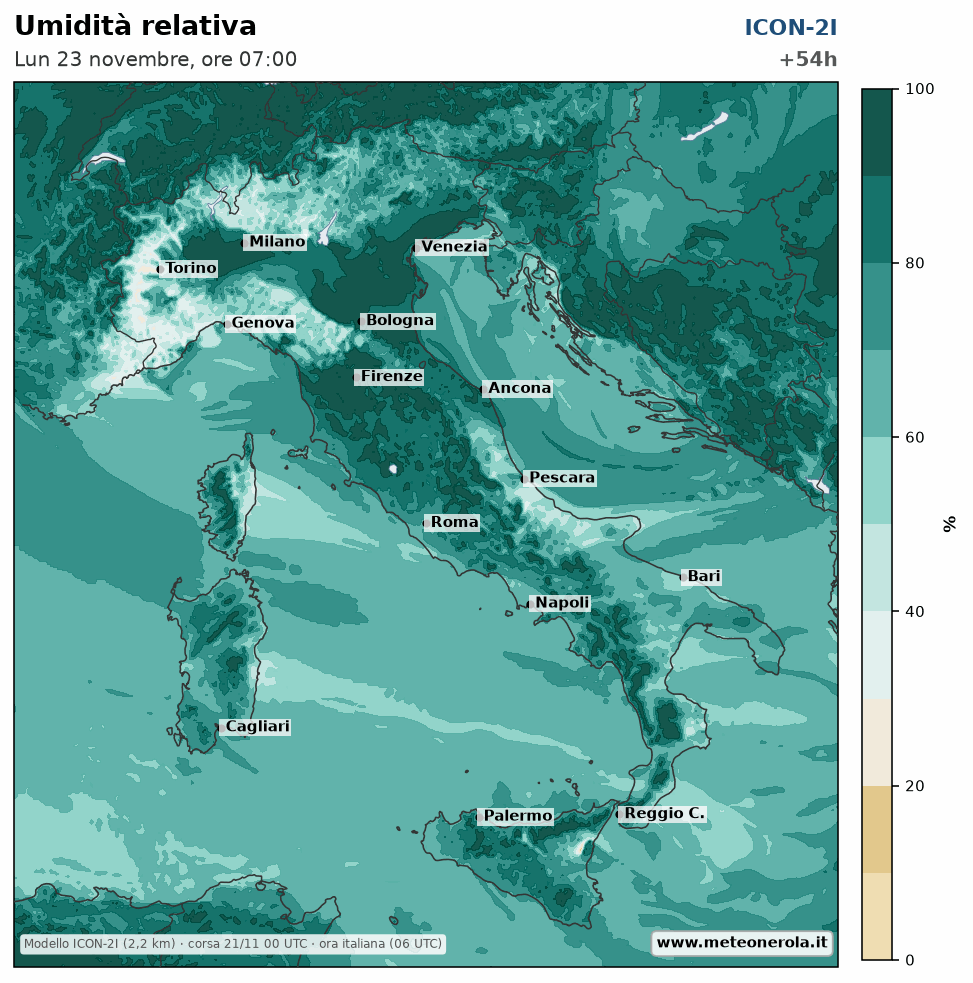 Umidità relativa
ICON-2I
Lun 23 novembre, ore 07:00
+54h
100
80
60
40
20
0
%
Milano
Venezia
Torino
Genova
Bologna
Firenze
Ancona
Pescara
Roma
Bari
Napoli
Cagliari
Palermo
Reggio C.
Modello ICON-2I (2,2 km) · corsa 21/11 00 UTC · ora italiana (06 UTC)
www.meteonerola.it